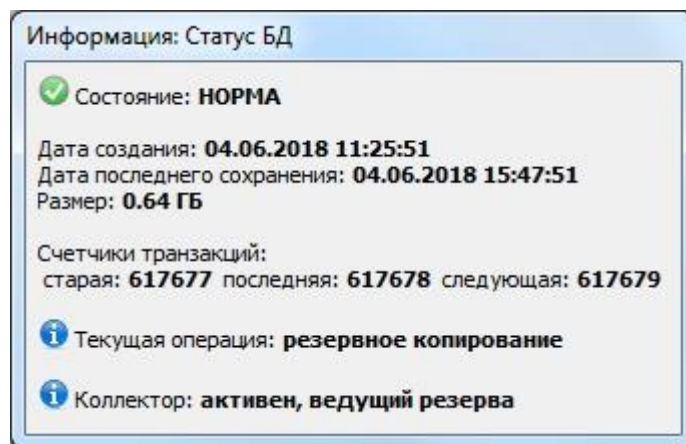 Информация: Статус БД
Состояние: НОРМА
Дата создания: 04.06.2018 11:25:51
Дата последнего сохранения: 04.06.2018 15:47:51
Размер: 0.64 ГБ
Счетчики транзакций:
старая: 617677 последняя: 617678 следующая: 617679
Текущая операция: резервное копирование
Коллектор: активен, ведущий резерва